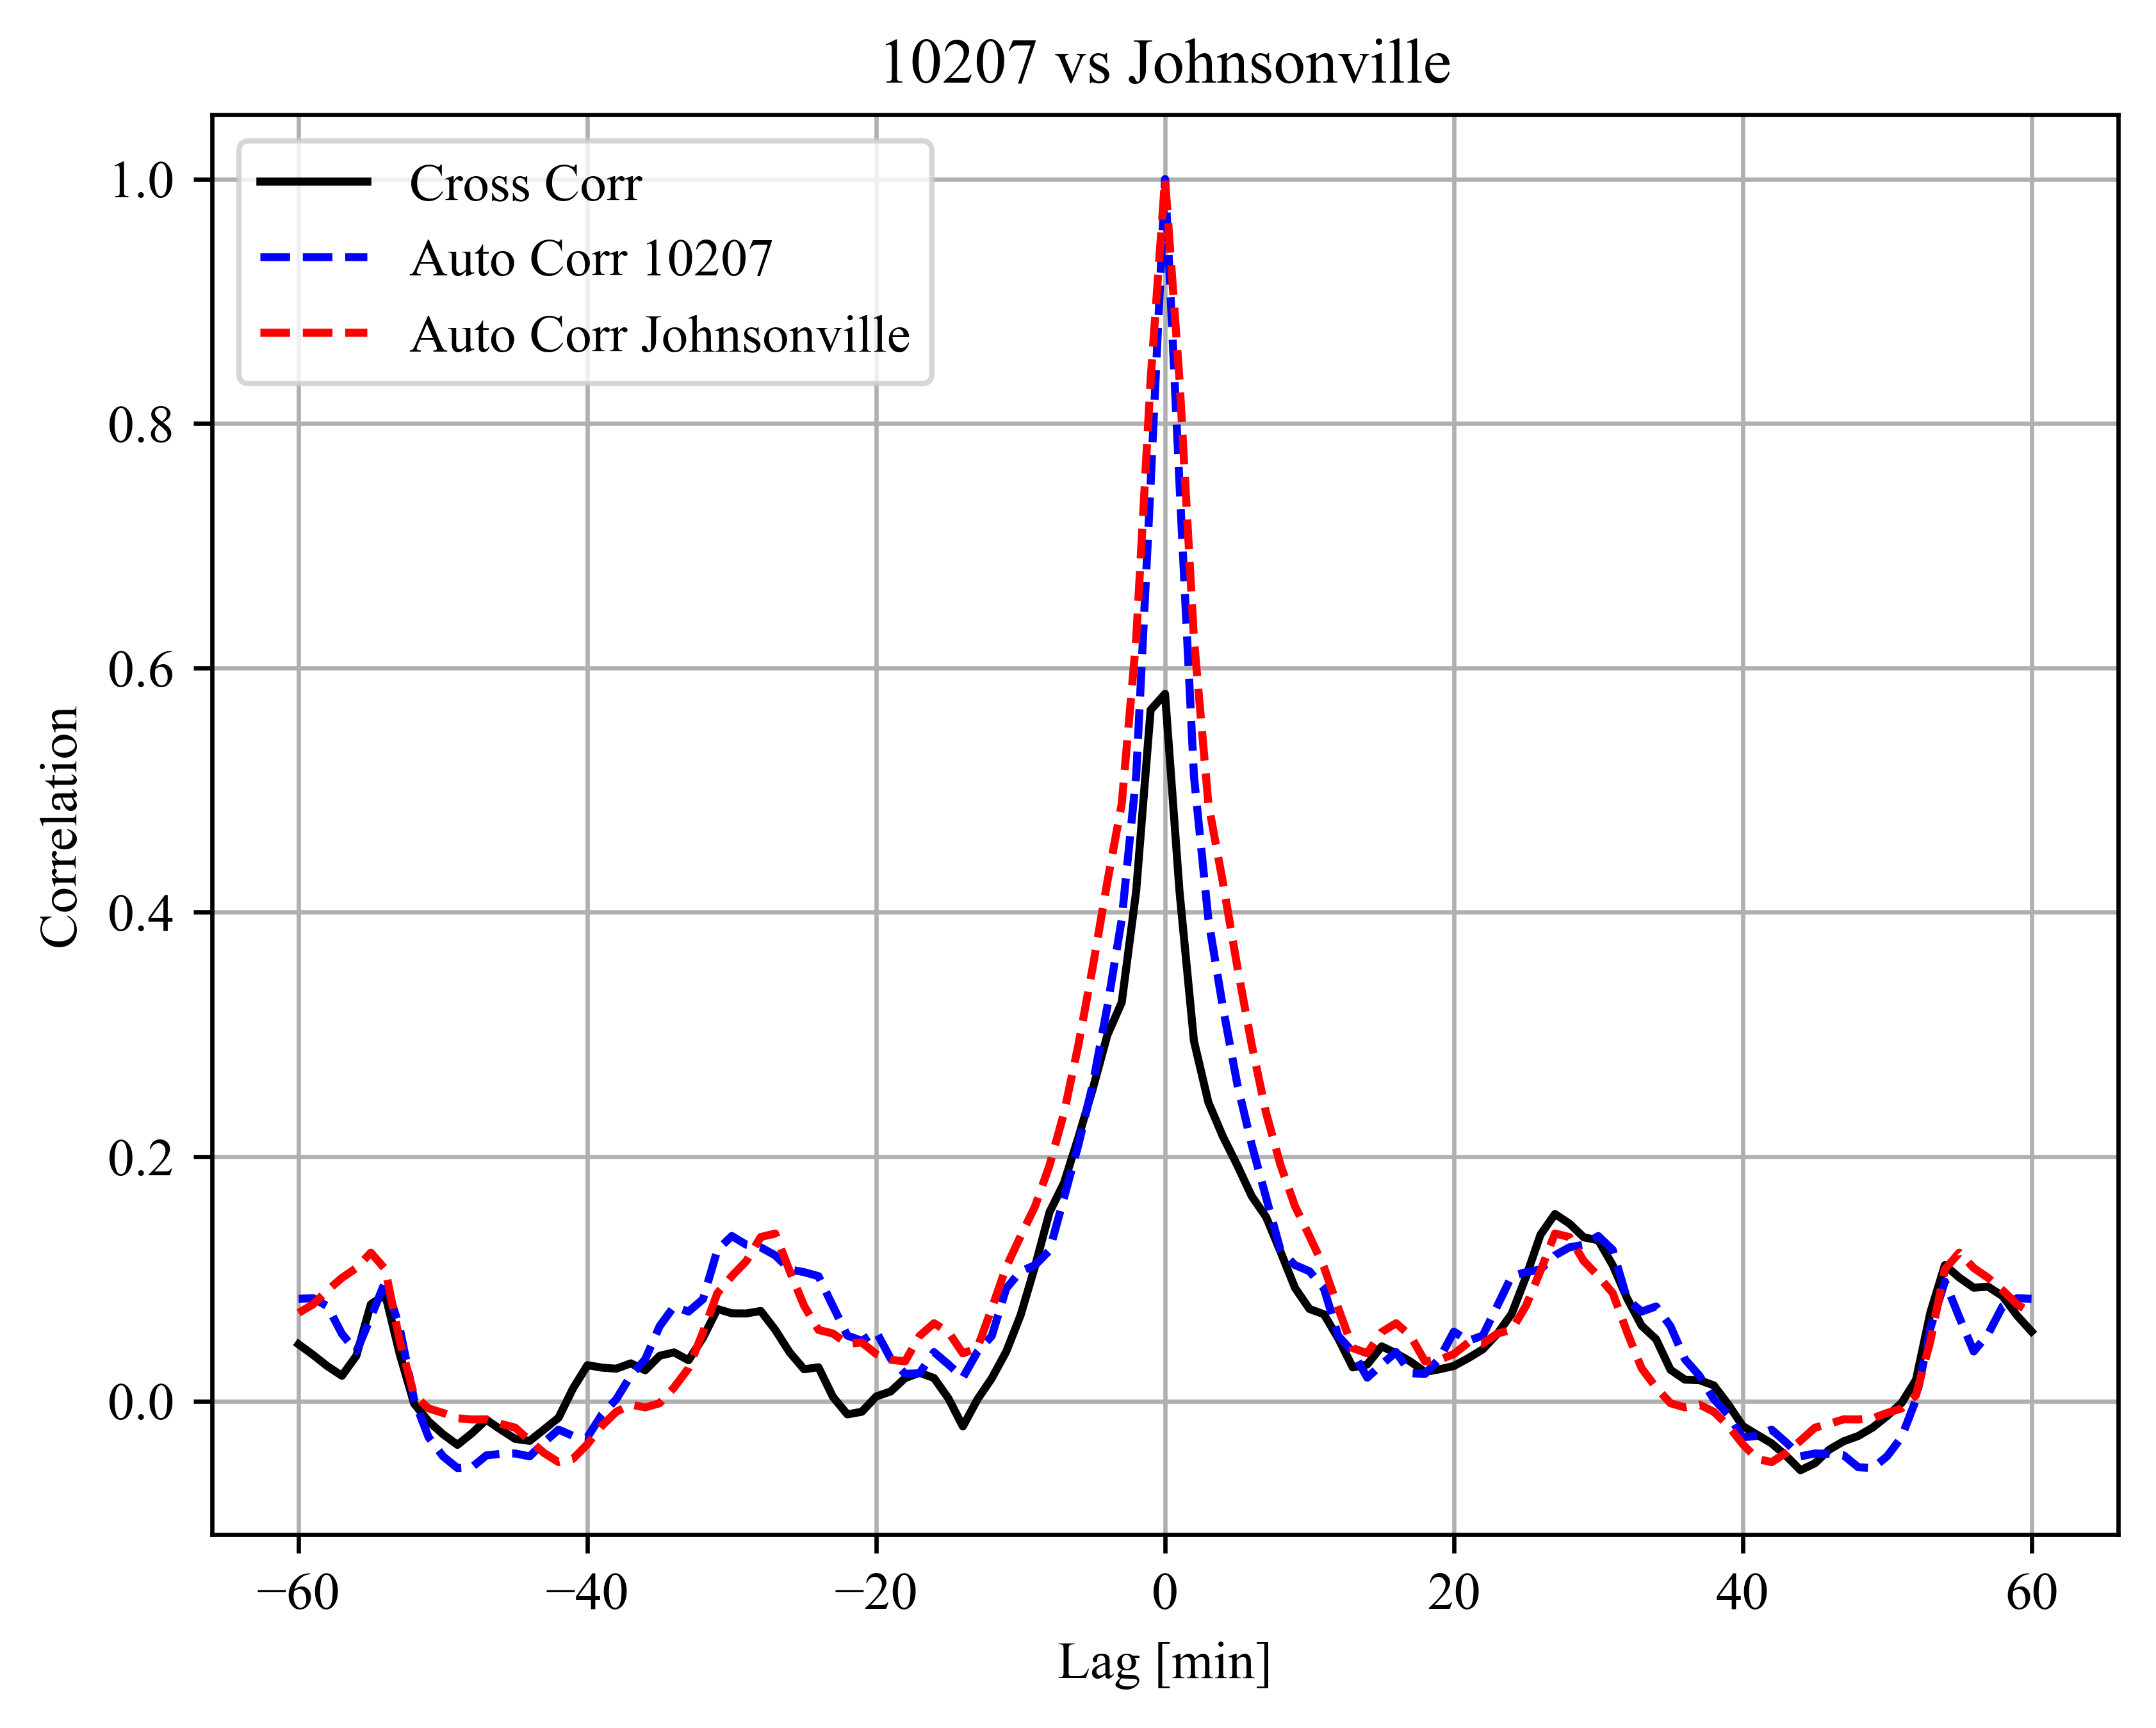 10207 vs Johnsonville
Cross Corr
Auto Corr 10207
Auto Corr Johnsonville
1.0
0.8
0.6
0.4
0.2
0.0
Correlation
−60 −40 −20 0 20 40 60
Lag [min]